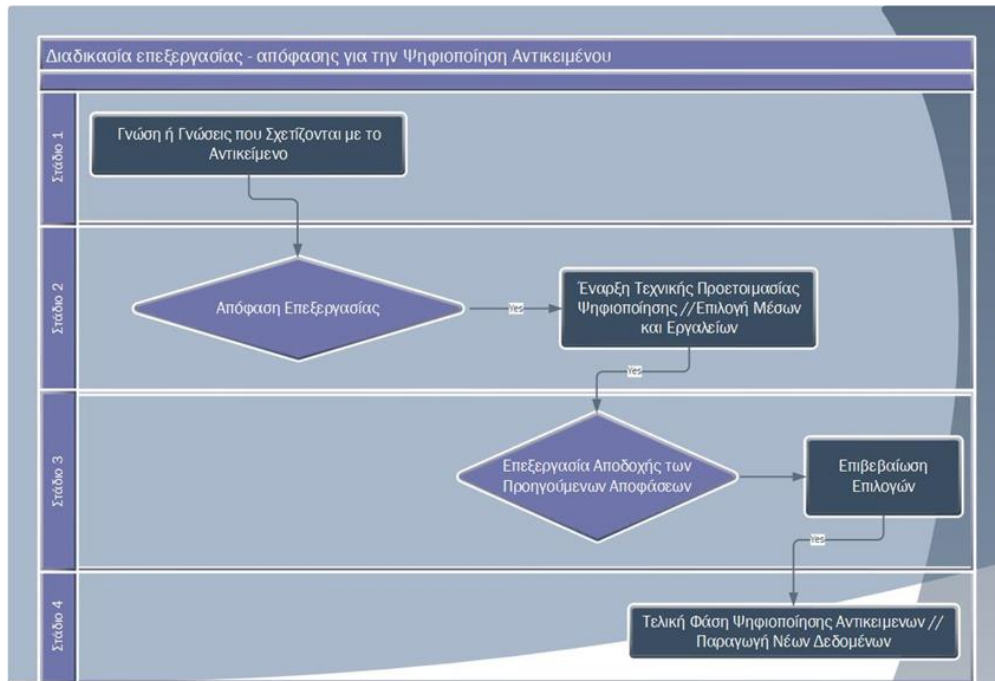 Διαδικασία επεξεργασίας - απόφασης για την Ψηφιοποίηση Αντικειμένου
Στάδιο 1
Γνώση ή Γνώσεις που Σχετίζονται με το
Αντικείμενο
Στάδιο 2
Απόφαση Επεξεργασίας
Yes
Έναρξη Τεχνικής Προετοιμασίας
Ψηφιοποίησης //Επιλογή Μέσων
και Εργαλείων
Yes
Στάδιο 3
Επεξεργασία Αποδοχής των
Προηγούμενων Αποφάσεων
Επιβεβαίωση
Επιλογών
Yes
Στάδιο 4
Τελική Φάση Ψηφιοποίησης Αντικειμενων //
Παραγωγή Νέων Δεδομένων